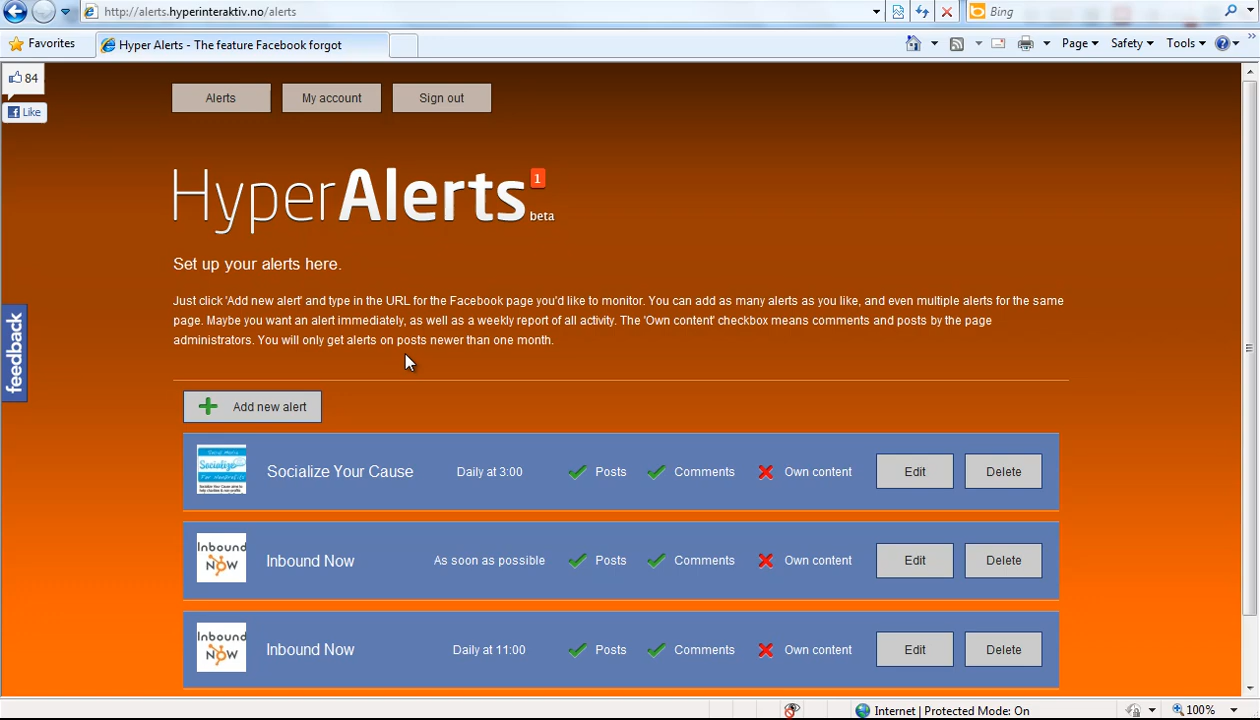 http://alerts.hyperinteraktiv.no/alerts
Bing
Favorites
Hyper Alerts - The feature Facebook forgot
Page
Safety
Tools
84
Like
Alerts
My account
Sign out
HyperAlerts 1
beta
Set up your alerts here.
Just click 'Add new alert' and type in the URL for the Facebook page you'd like to monitor. You can add as many alerts as you like, and even multiple alerts for the same
page. Maybe you want an alert immediately, as well as a weekly report of all activity. The 'Own content' checkbox means comments and posts by the page
administrators. You will only get alerts on posts newer than one month.
feedback
Add new alert
Socialize
Socialize Your Cause Daily at 3:00 Posts Comments Own content Edit Delete
Inbound
NOW
Inbound Now As soon as possible Posts Comments Own content Edit Delete
Inbound
NOW
Inbound Now Daily at 11:00 Posts Comments Own content Edit Delete
Internet | Protected Mode: On
100%